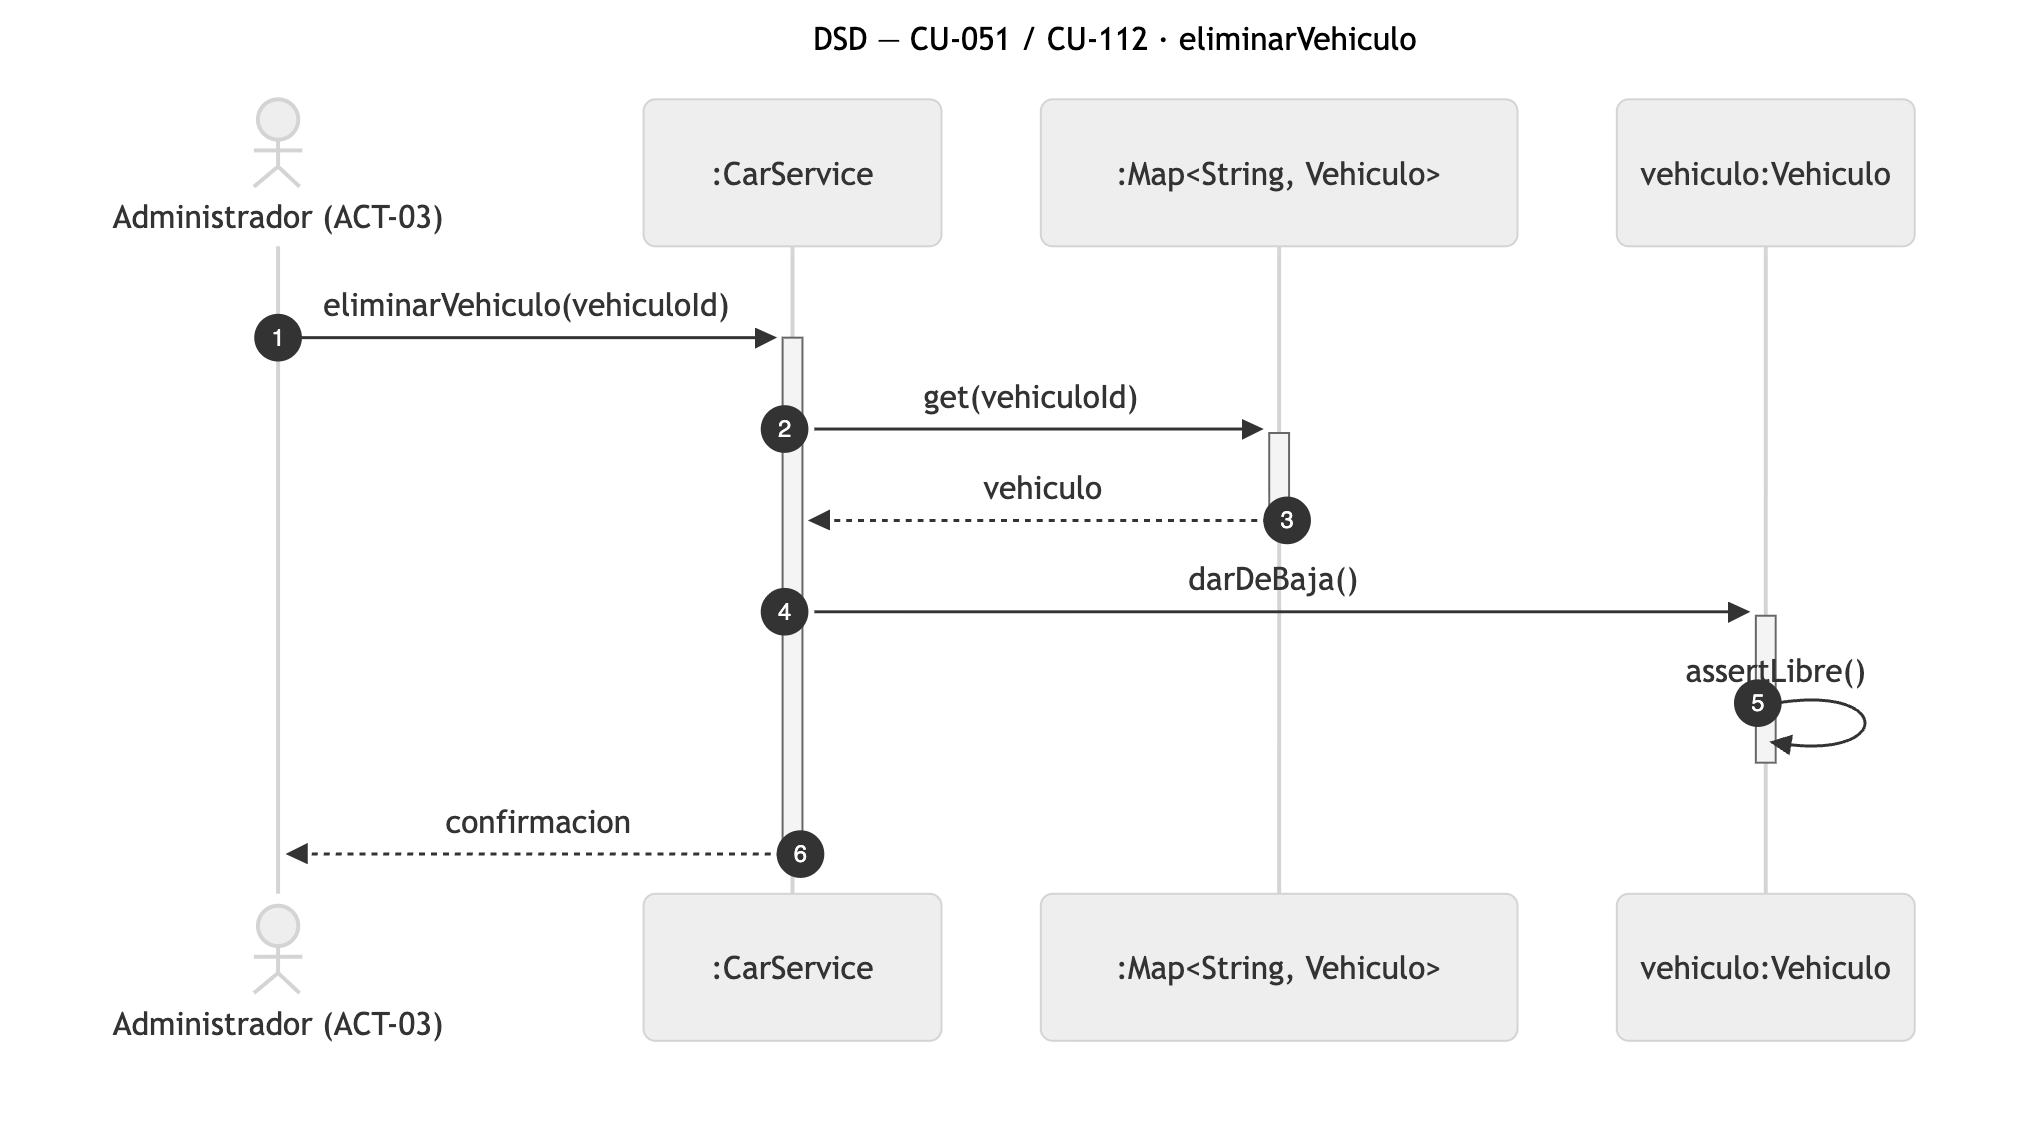 DSD — CU-051 / CU-112 · eliminarVehiculo
Administrador (ACT-03)
:CarService
:Map<String, Vehiculo>
vehiculo:Vehiculo
eliminarVehiculo(vehiculoId)
1
get(vehiculoId)
2
vehiculo
3
darDeBaja()
4
assertLibre()
5
confirmacion
6
Administrador (ACT-03)
:CarService
:Map<String, Vehiculo>
vehiculo:Vehiculo